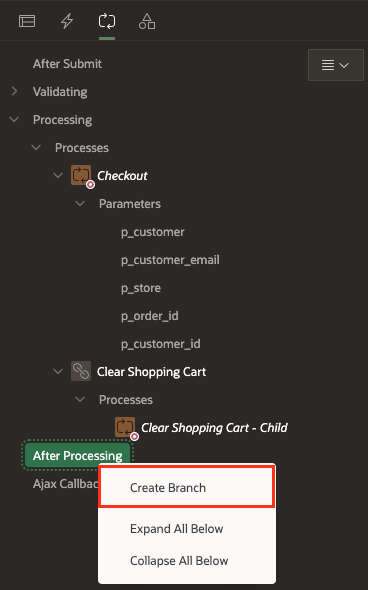 After Submit
Validating
Processing
Processes
Checkout
Parameters
p_customer
p_customer_email
p_store
p_order_id
p_customer_id
Clear Shopping Cart
Processes
Clear Shopping Cart - Child
After Processing
Ajax Callbac
Create Branch
Expand All Below
Collapse All Below